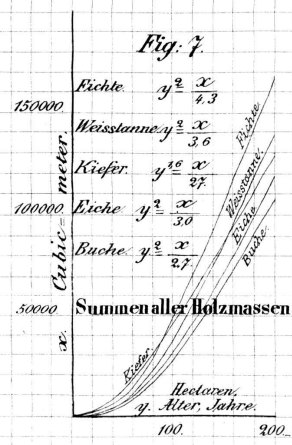 Fig: 7.
Fichte. y² = x/4,3
150000
Weisstanne. y² = x/3,6
Kiefer. y^1,6 = x/27.
100000. Eiche y² = x/3,0
Buche. y² = x/2,7.
x. Cubic=meter.
Fichte
Weisstanne.
Eiche
Buche.
50000 Summen aller Holzmassen
Kiefer
Hectaren,
y. Alter, Jahre.
100. 200.